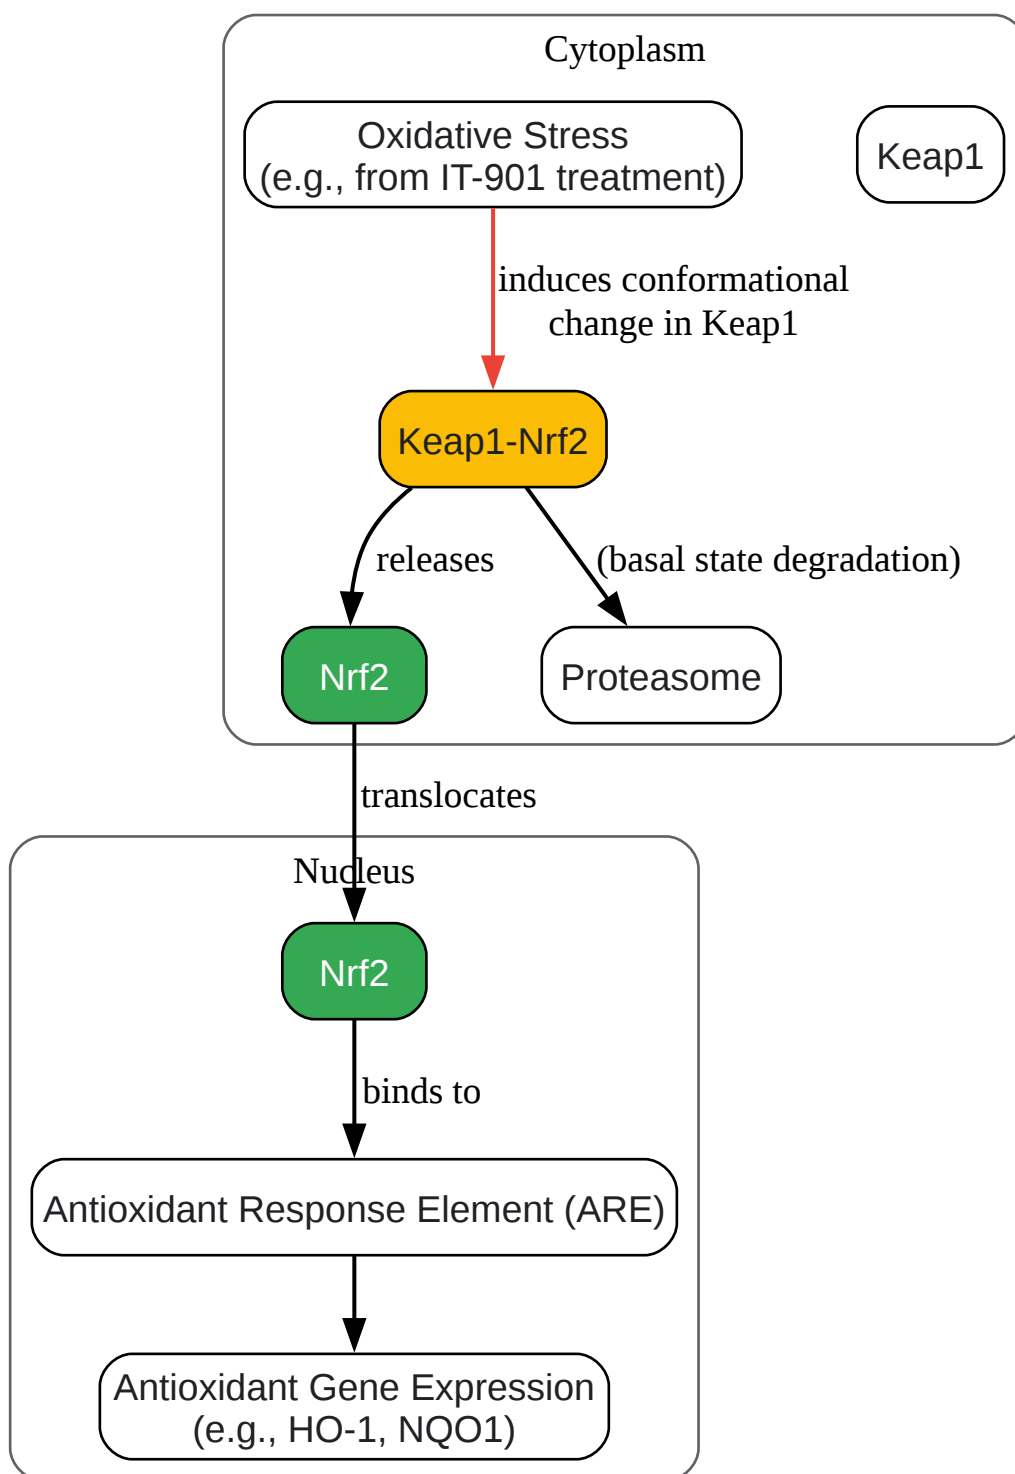 Cytoplasm
Oxidative Stress
(e.g., from IT-901 treatment)
Keap1
induces conformational
change in Keap1
Keap1-Nrf2
releases
(basal state degradation)
Nrf2
Proteasome
translocates
Nucleus
Nrf2
binds to
Antioxidant Response Element (ARE)
Antioxidant Gene Expression
(e.g., HO-1, NQO1)